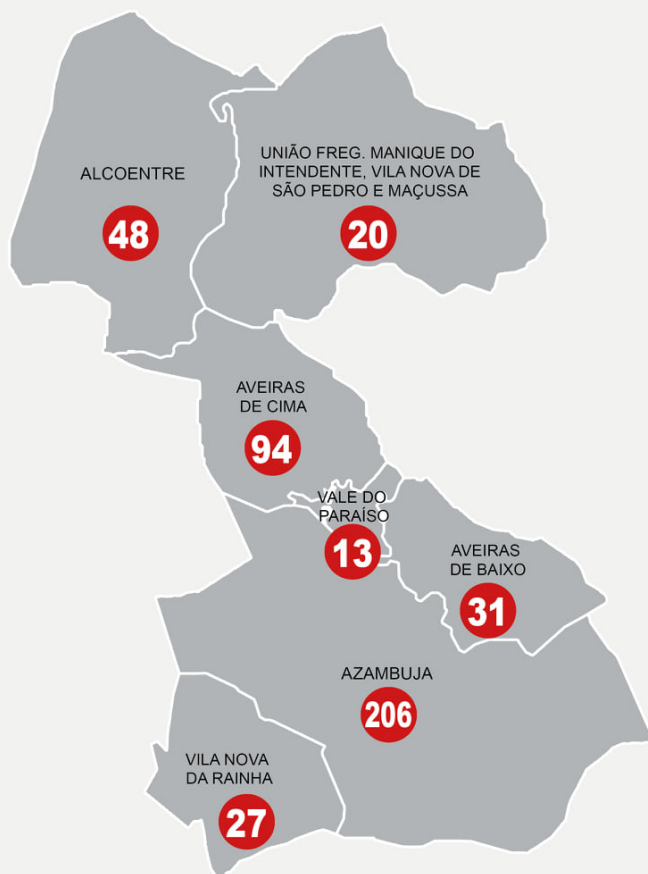 ALCOENTRE
48
UNIÃO FREG. MANIQUE DO
INTENDENTE, VILA NOVA DE
SÃO PEDRO E MAÇUSSA
20
AVEIRAS
DE CIMA
94
VALE DO
PARAÍSO
13
AVEIRAS
DE BAIXO
31
AZAMBUJA
206
VILA NOVA
DA RAINHA
27